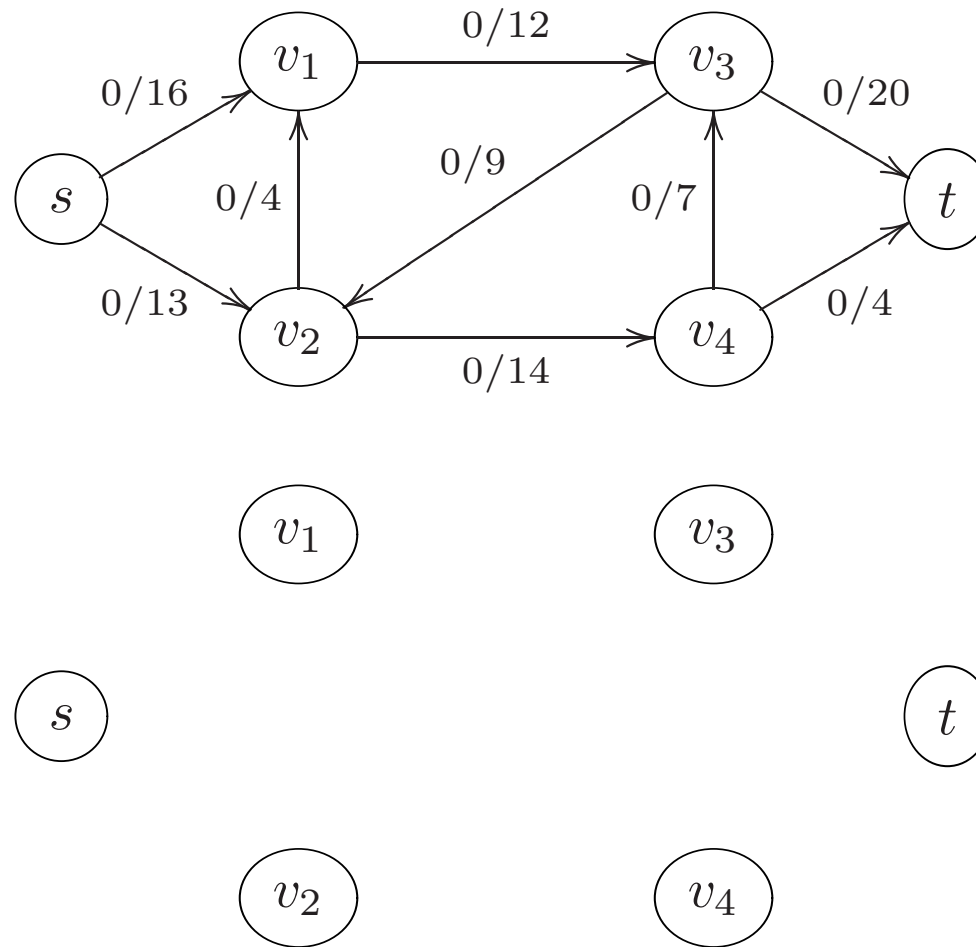 0/12
v₁ v₃
0/16 0/20
0/9
s 0/4 0/7 t
0/13 0/4
v₂ v₄
0/14
v₁ v₃
s t
v₂ v₄